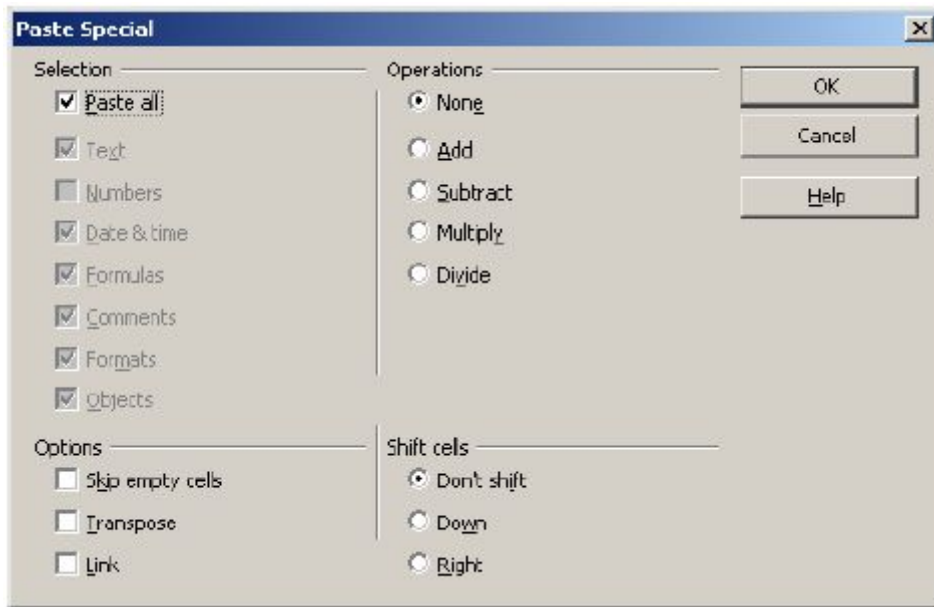 Paste Special
Selection
Paste all
Text
Numbers
Date & time
Formulas
Comments
Formats
Objects
Operations
None
Add
Subtract
Multiply
Divide
OK
Cancel
Help
Options
Skip empty cells
Transpose
Link
Shift cells
Don't shift
Down
Right